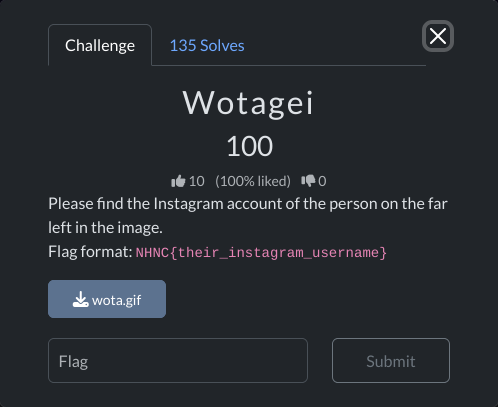 Challenge
135 Solves
Wotagei
100
10 (100% liked) 0
Please find the Instagram account of the person on the far
left in the image.
Flag format: NHNC{their_instagram_username}
wota.gif
Flag
Submit